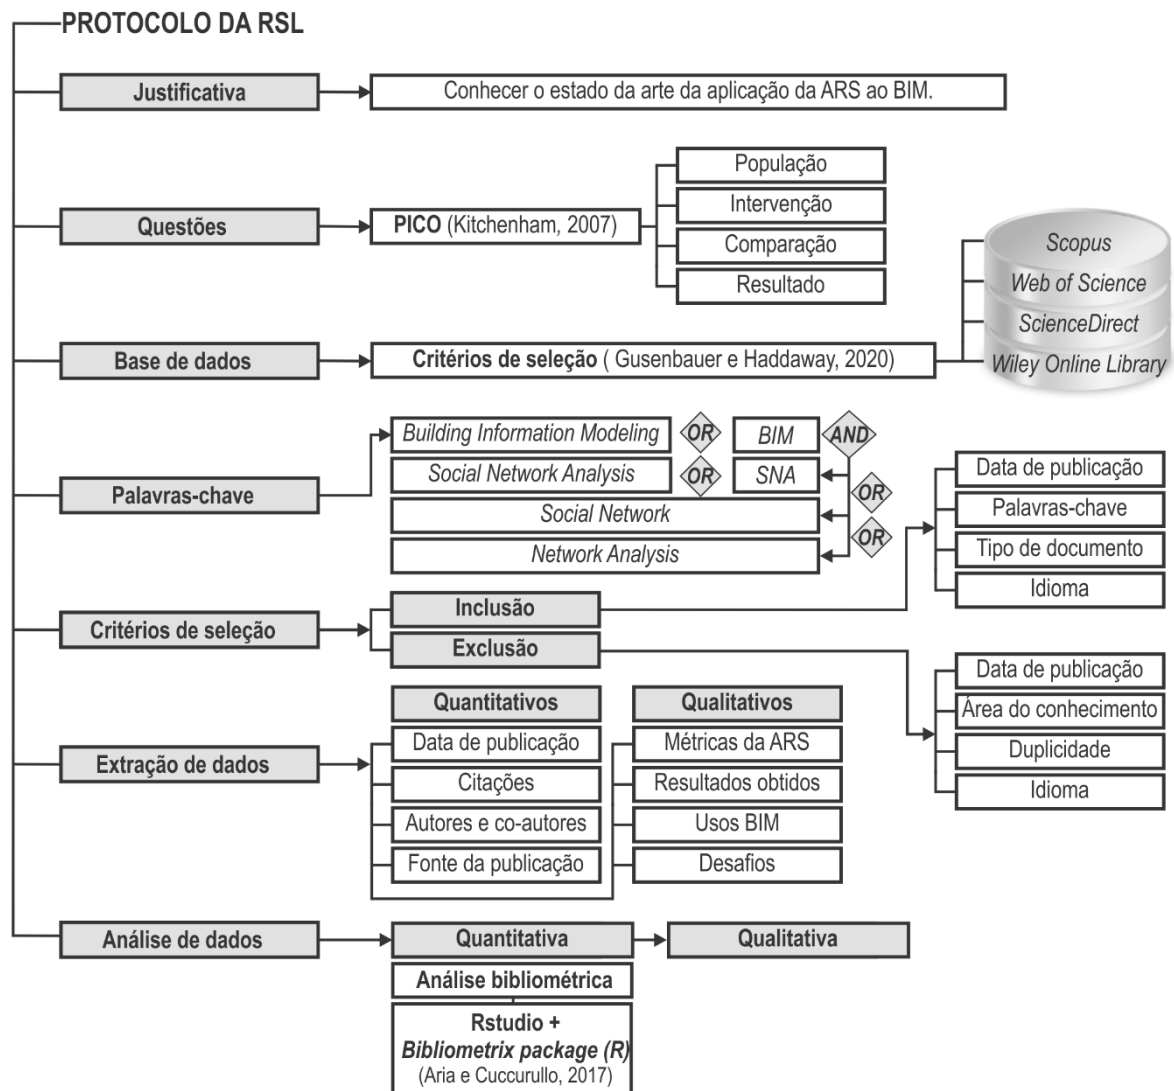 PROTOCOLO DA RSL
Justificativa
Conhecer o estado da arte da aplicação da ARS ao BIM.
Questões
PICO (Kitchenham, 2007)
População
Intervenção
Comparação
Resultado
Base de dados
Critérios de seleção ( Gusenbauer e Haddaway, 2020)
Scopus
Web of Science
ScienceDirect
Wiley Online Library
Palavras-chave
Building Information Modeling
OR
BIM
AND
Social Network Analysis
OR
SNA
OR
Social Network
OR
Network Analysis
Critérios de seleção
Inclusão
Data de publicação
Palavras-chave
Tipo de documento
Idioma
Exclusão
Data de publicação
Área do conhecimento
Duplicidade
Idioma
Extração de dados
Quantitativos
Data de publicação
Citações
Autores e co-autores
Fonte da publicação
Qualitativos
Métricas da ARS
Resultados obtidos
Usos BIM
Desafios
Análise de dados
Quantitativa
Qualitativa
Análise bibliométrica
Rstudio +
Bibliometrix package (R)
(Aria e Cuccurullo, 2017)